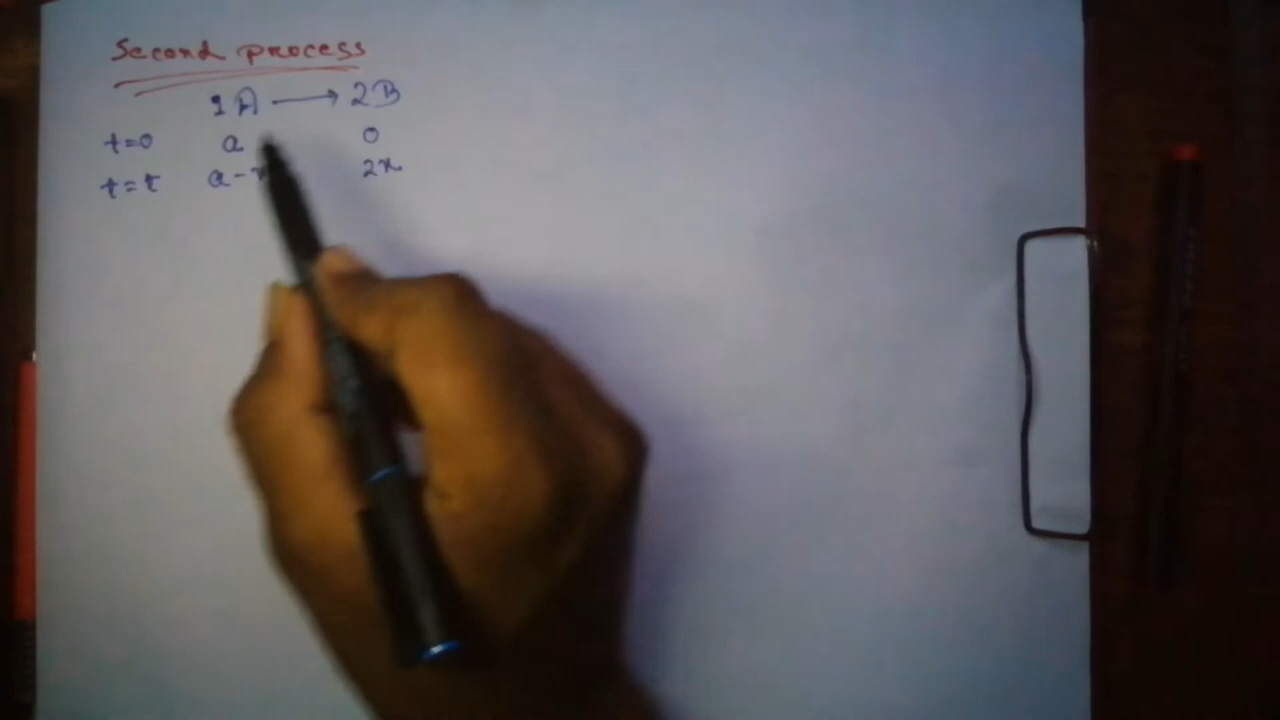 Second process
1A → 2B
t=0 a 0
t=t a-x 2x